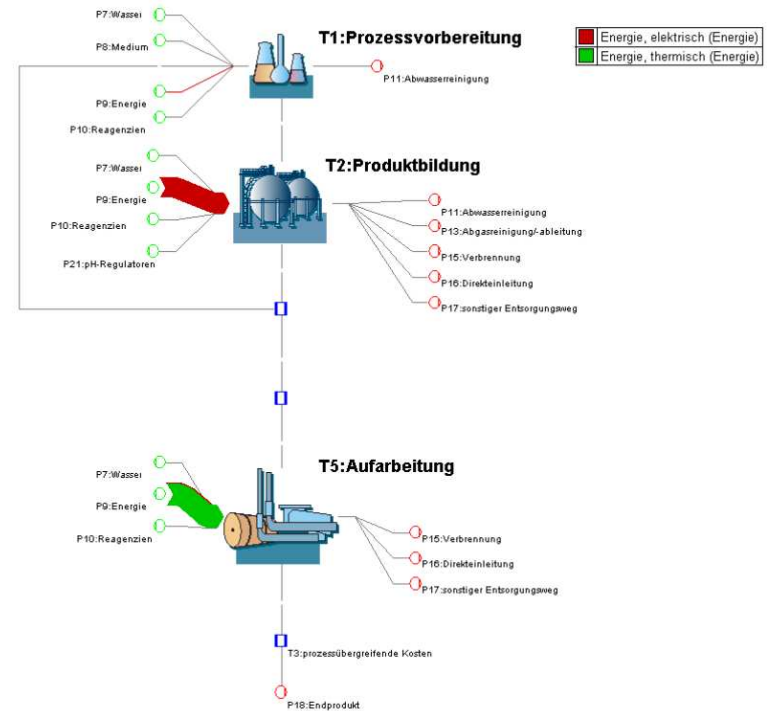 P7:Wasser
T1:Prozessvorbereitung
Energie, elektrisch (Energie)
Energie, thermisch (Energie)
P8:Medium
P11:Abwasserreinigung
P9:Energie
P10:Reagenzien
T2:Produktbildung
P7:Wasser
P9:Energie
P10:Reagenzien
P21:pH-Regulatoren
P11:Abwasserreinigung
P13:Abgasreinigung/-ableitung
P15:Verbrennung
P16:Direkteinleitung
P17:sonstiger Entsorgungsweg
T5:Aufarbeitung
P7:Wasser
P9:Energie
P10:Reagenzien
P15:Verbrennung
P16:Direkteinleitung
P17:sonstiger Entsorgungsweg
T3:prozessübergreifende Kosten
P18:Endprodukt